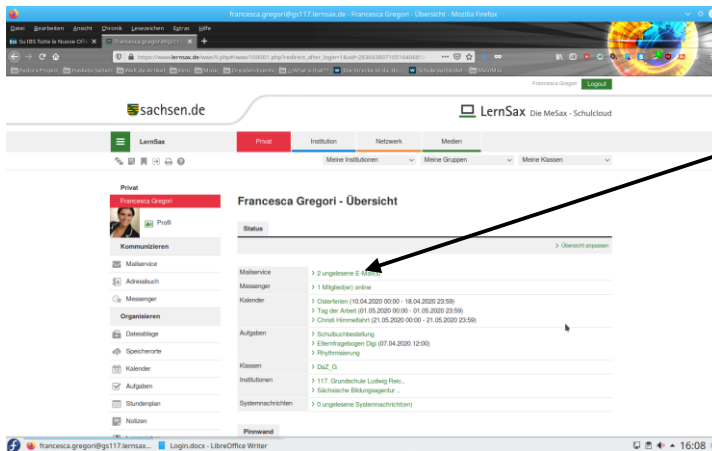 francesca.gregori@gs117.lernsax.de - Francesca Gregori - Übersicht - Mozilla Firefox
Datei Bearbeiten Ansicht Chronik Lesezeichen Extras Hilfe
francesca.gregori@gs117
Francesca Gregori Logout
sachsen.de
LernSax Die MeSax - Schulcloud
LernSax Privat Institution Netzwerk Medien
Meine Institutionen Meine Gruppen Meine Klassen
Privat
Francesca Gregori
Profil
Francesca Gregori - Übersicht
Status
Kommunizieren
Übersicht anpassen
Mailservice
Adressbuch
Messenger
Organisieren
Dateiablage
Speicherorte
Kalender
Aufgaben
Stundenplan
Notizen
Mailservice > 2 ungelesene E-Mail(s)
Messenger > 1 Mitglied(er) online
Kalender > Osterferien (10.04.2020 00:00 - 18.04.2020 23:59)
> Tag der Arbeit (01.05.2020 00:00 - 01.05.2020 23:59)
> Christi Himmelfahrt (21.05.2020 00:00 - 21.05.2020 23:59)
Aufgaben > Schulbuchbestellung
> Elternfragebogen Digi (07.04.2020 12:00)
> Rhythmisierung
Klassen > DaZ_G
Institutionen > 117. Grundschule Ludwig Reic..
> Sächsische Bildungsagentur ..
Systemnachrichten > 0 ungelesene Systemnachricht(en)
Pinnwand
francesca.gregori@gs117.lernsax... Login.docx - LibreOffice Writer 16:08